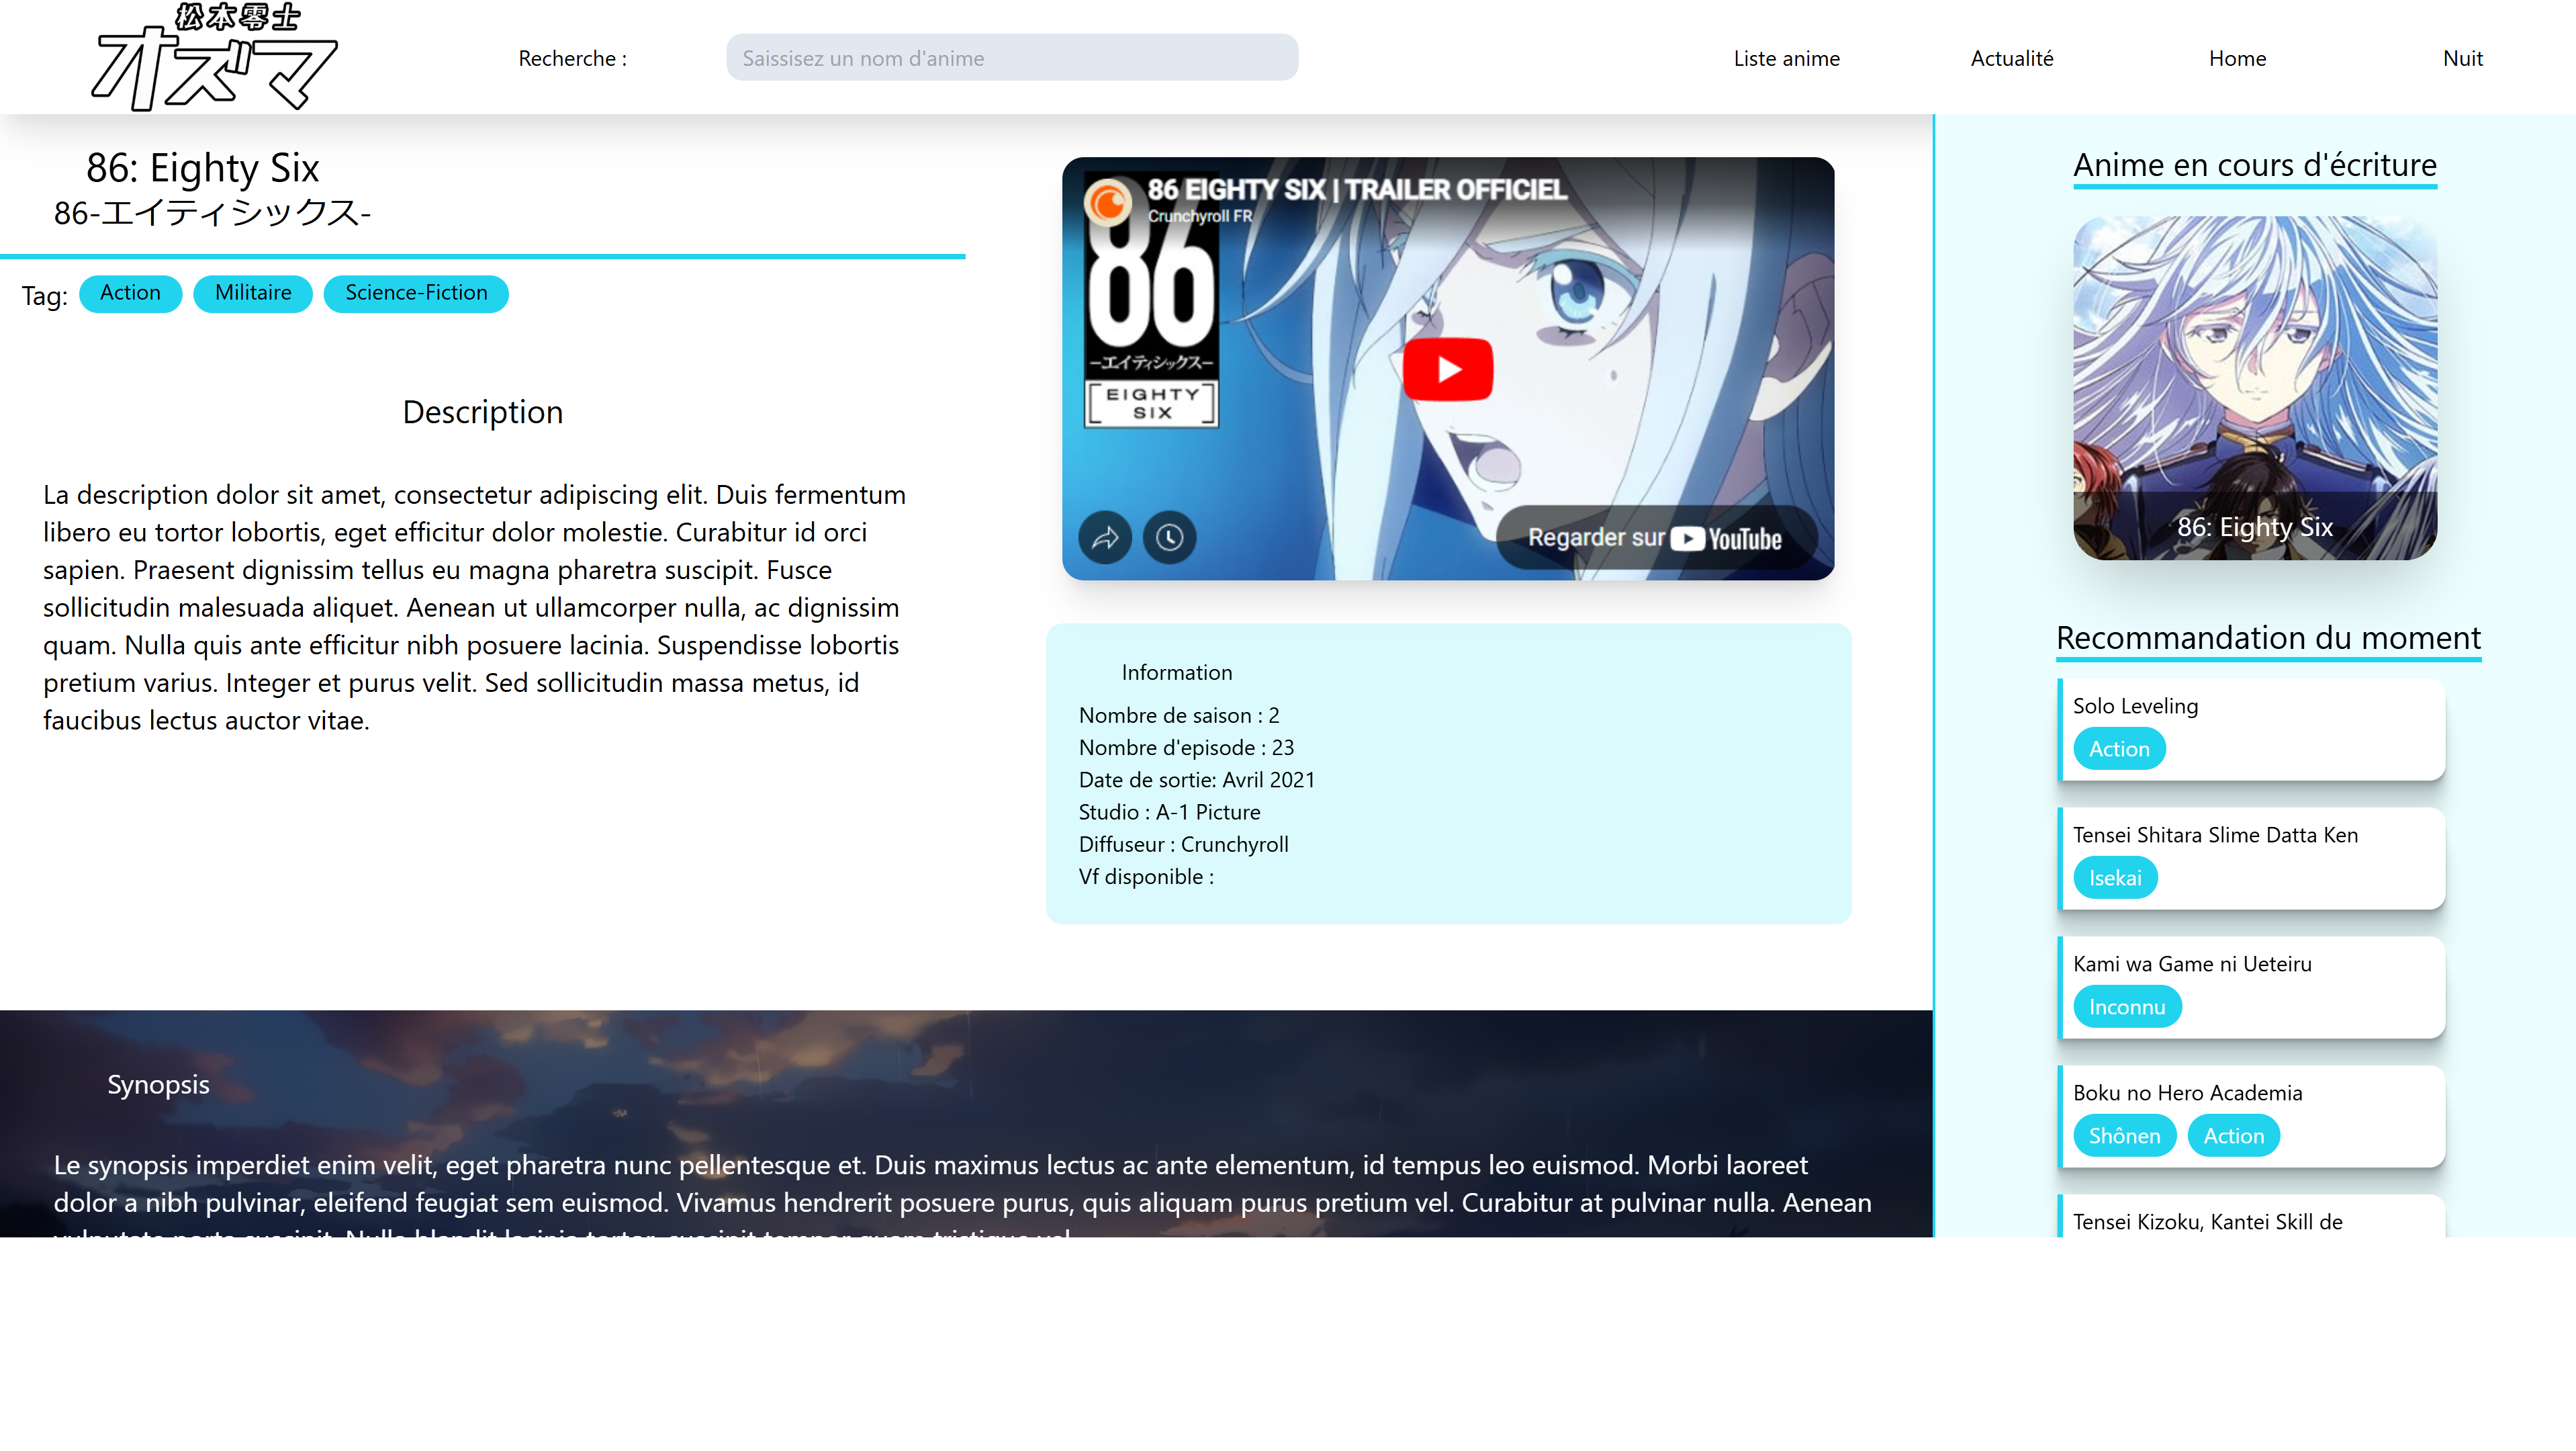 松本零士
オズマ
Recherche :
Saissisez un nom d'anime
Liste anime
Actualité
Home
Nuit
86: Eighty Six
86-エイティシックス-
Tag:
Action
Militaire
Science-Fiction
Description
La description dolor sit amet, consectetur adipiscing elit. Duis fermentum
libero eu tortor lobortis, eget efficitur dolor molestie. Curabitur id orci
sapien. Praesent dignissim tellus eu magna pharetra suscipit. Fusce
sollicitudin malesuada aliquet. Aenean ut ullamcorper nulla, ac dignissim
quam. Nulla quis ante efficitur nibh posuere lacinia. Suspendisse lobortis
pretium varius. Integer et purus velit. Sed sollicitudin massa metus, id
faucibus lectus auctor vitae.
86 EIGHTY SIX | TRAILER OFFICIEL
Crunchyroll FR
86
-エイティシックス-
EIGHTY
SIX
Regarder sur YouTube
Information
Nombre de saison : 2
Nombre d'episode : 23
Date de sortie: Avril 2021
Studio : A-1 Picture
Diffuseur : Crunchyroll
Vf disponible :
Synopsis
Le synopsis imperdiet enim velit, eget pharetra nunc pellentesque et. Duis maximus lectus ac ante elementum, id tempus leo euismod. Morbi laoreet
dolor a nibh pulvinar, eleifend feugiat sem euismod. Vivamus hendrerit posuere purus, quis aliquam purus pretium vel. Curabitur at pulvinar nulla. Aenean
Anime en cours d'écriture
86: Eighty Six
Recommandation du moment
Solo Leveling
Action
Tensei Shitara Slime Datta Ken
Isekai
Kami wa Game ni Ueteiru
Inconnu
Boku no Hero Academia
Shônen
Action
Tensei Kizoku, Kantei Skill de